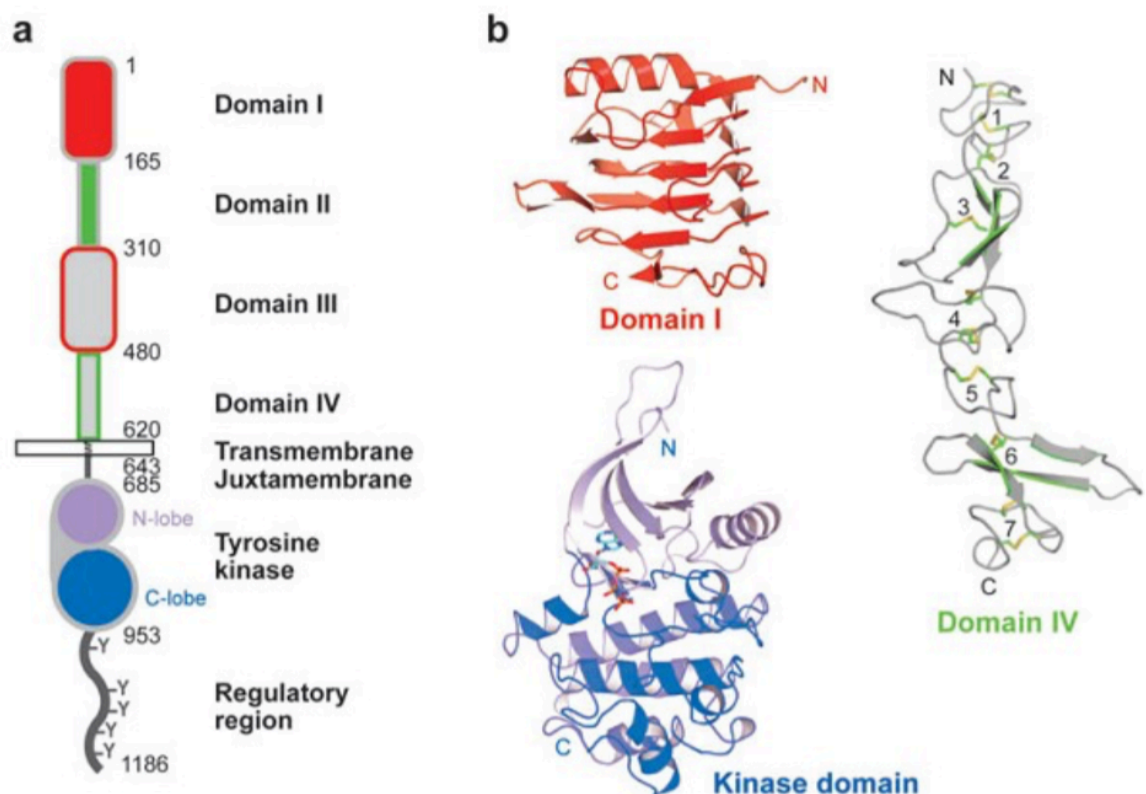 a
1
Domain I
165
Domain II
310
Domain III
480
Domain IV
620
Transmembrane
643
Juxtamembrane
685
N-lobe
Tyrosine
kinase
C-lobe
953
Y
Y
Y
Regulatory
region
Y
Y
1186
b
N
C
Domain I
N
1
2
3
4
5
6
7
C
Domain IV
N
C
Kinase domain